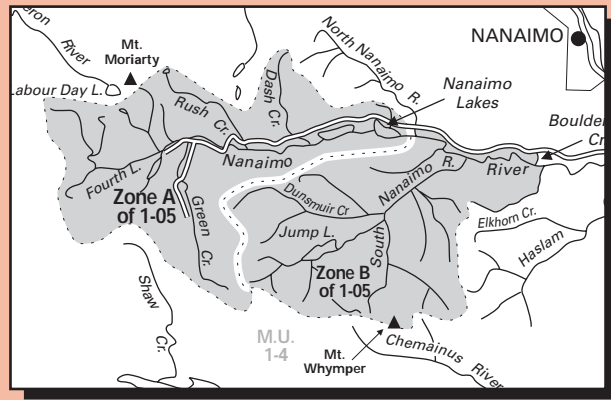 eron
River
Mt.
Moriarty
Labour Day L.
North Nanaimo R.
NANAIMO
Nanaimo
Lakes
Dash Cr.
Rush Cr.
Boulder
Cr.
Nanaimo
River
Fourth L.
Zone A
of 1-05
Green Cr.
Dunsmuir Cr
South Nanaimo R.
Jump L.
Zone B
of 1-05
Elkhorn Cr.
Haslam
Shaw
Cr.
M.U.
1-4
Mt.
Whymper
Chemainus River